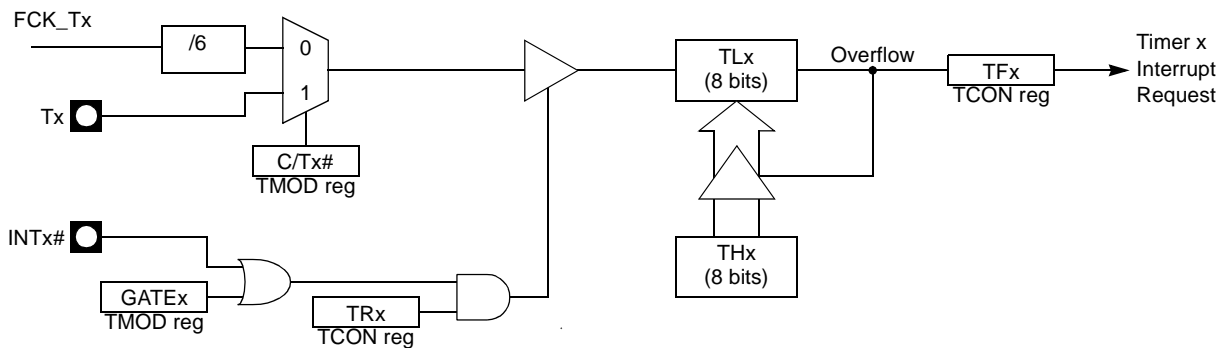 FCK_Tx
/6
0
1
Tx
C/Tx#
TMOD reg
TLx
(8 bits)
Overflow
TFx
TCON reg
Timer x
Interrupt
Request
INTx#
GATEx
TMOD reg
TRx
TCON reg
THx
(8 bits)